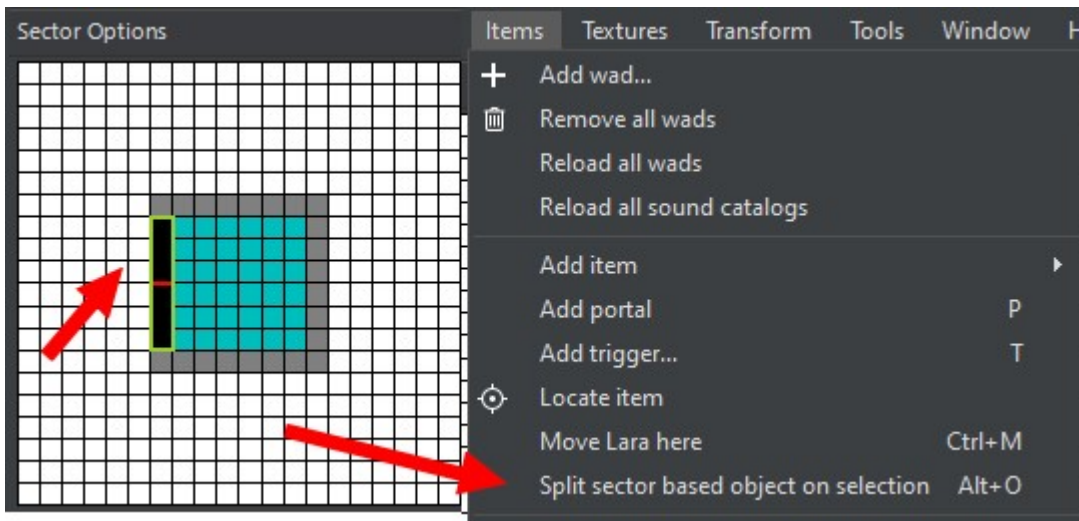 Sector Options
Items Textures Transform Tools Window
Add wad...
Remove all wads
Reload all wads
Reload all sound catalogs
Add item
Add portal P
Add trigger... T
Locate item
Move Lara here Ctrl+M
Split sector based object on selection Alt+O